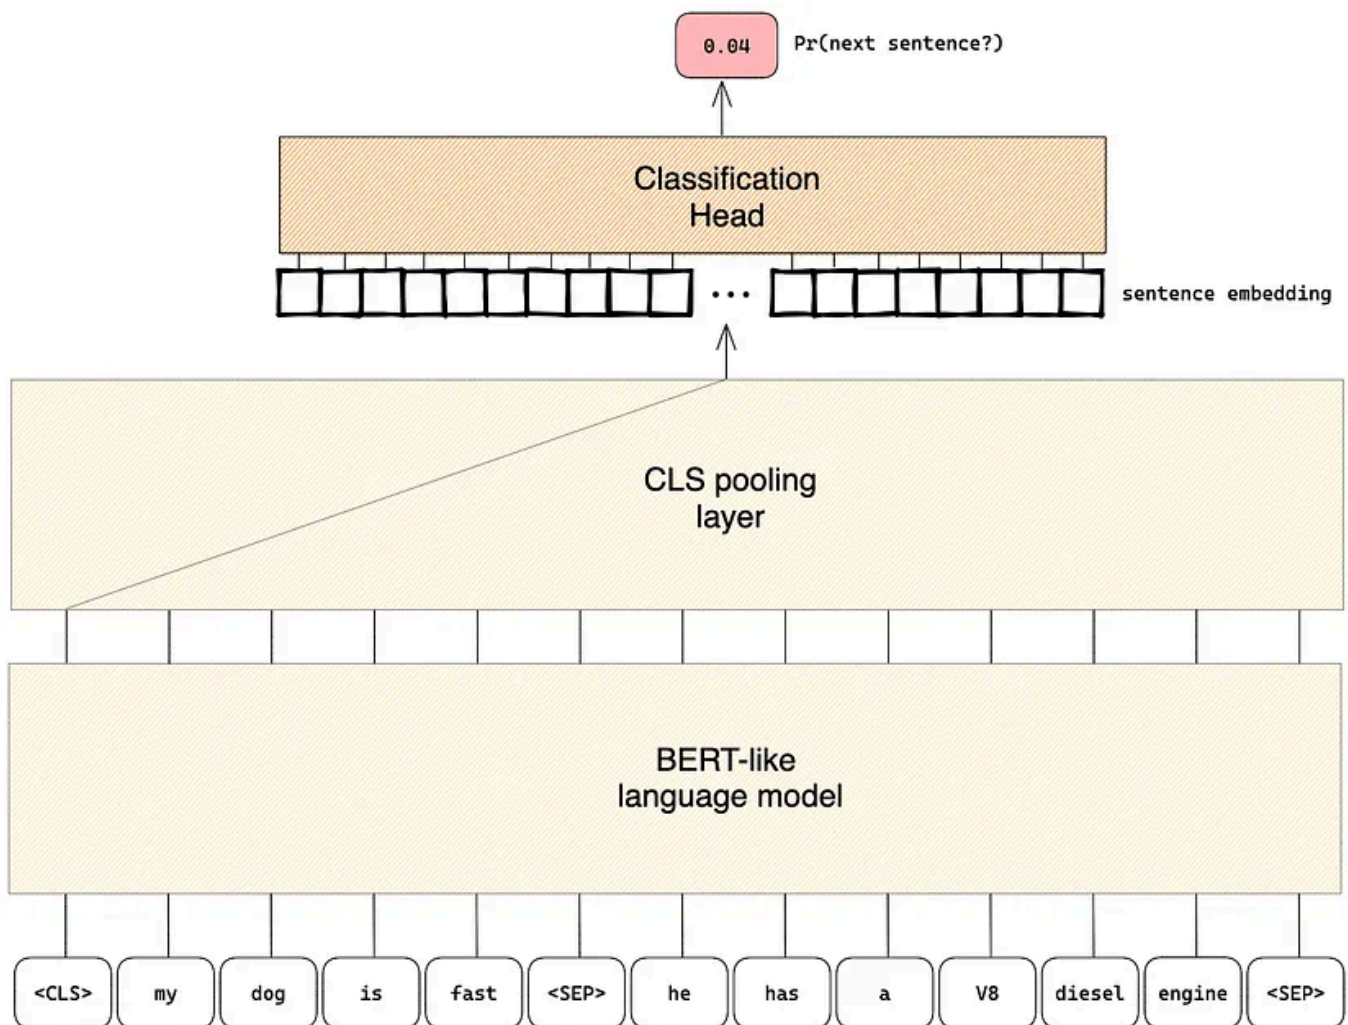 0.04
Pr(next sentence?)
Classification
Head
...
sentence embedding
CLS pooling
layer
BERT-like
language model
<CLS>
my
dog
is
fast
<SEP>
he
has
a
V8
diesel
engine
<SEP>